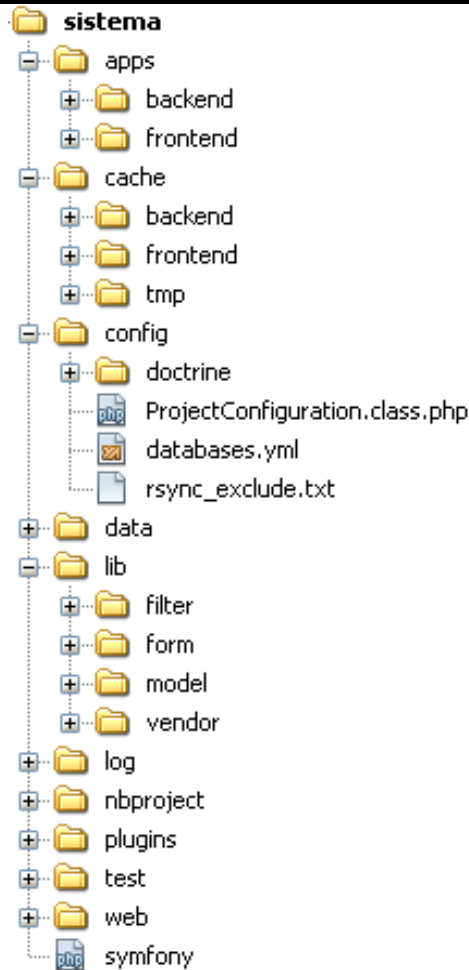 sistema
apps
backend
frontend
cache
backend
frontend
tmp
config
doctrine
ProjectConfiguration.class.php
databases.yml
rsync_exclude.txt
data
lib
filter
form
model
vendor
log
nbproject
plugins
test
web
symfony